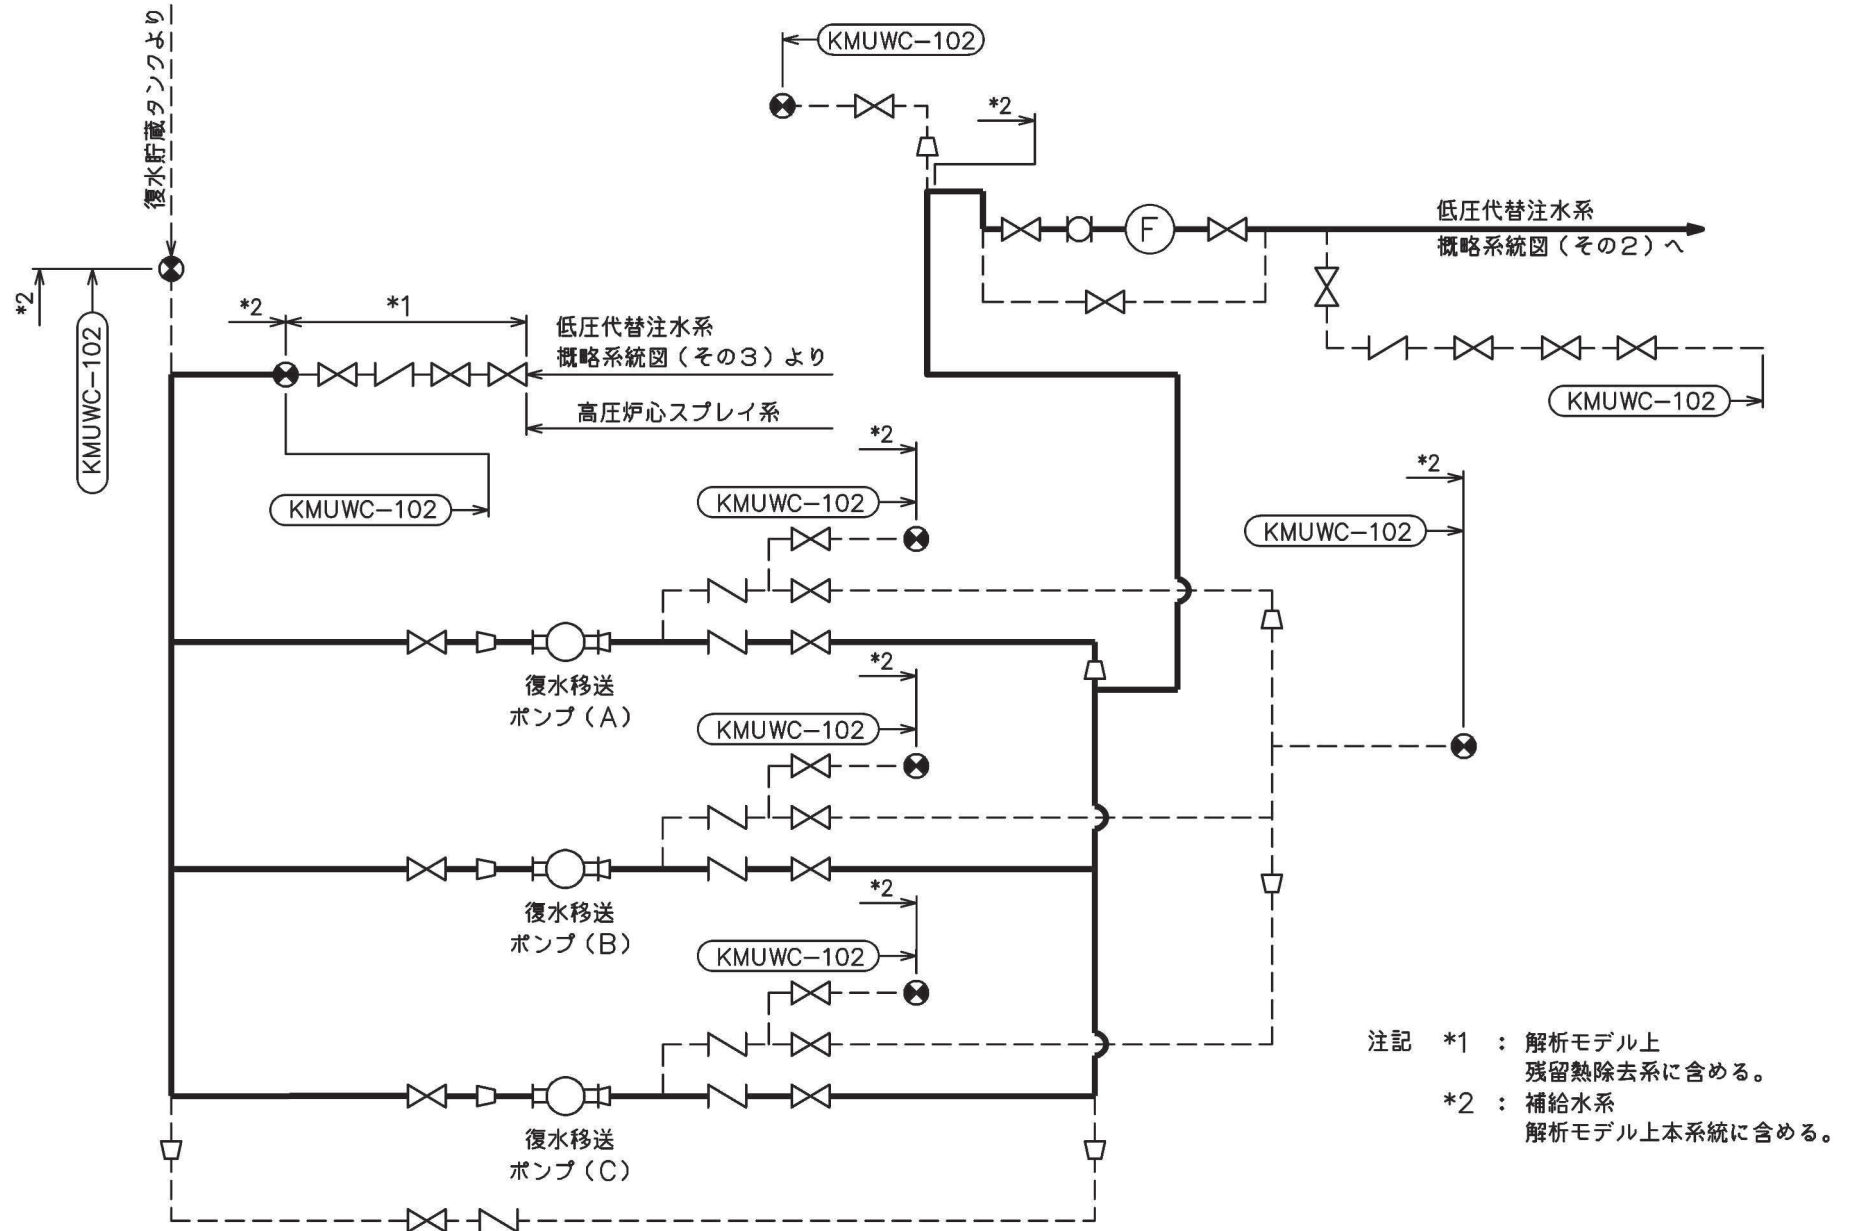 復水貯蔵タンクより
KMUWC-102
*2
*2
KMUWC-102
*2
*1
低圧代替注水系
概略系統図（その３）より
高圧炉心スプレイ系
KMUWC-102
F
低圧代替注水系
概略系統図（その２）へ
KMUWC-102
*2
KMUWC-102
*2
KMUWC-102
復水移送
ポンプ（A）
*2
KMUWC-102
復水移送
ポンプ（B）
*2
KMUWC-102
復水移送
ポンプ（C）
注記 *1 : 解析モデル上
残留熱除去系に含める。
*2 : 補給水系
解析モデル上本系統に含める。